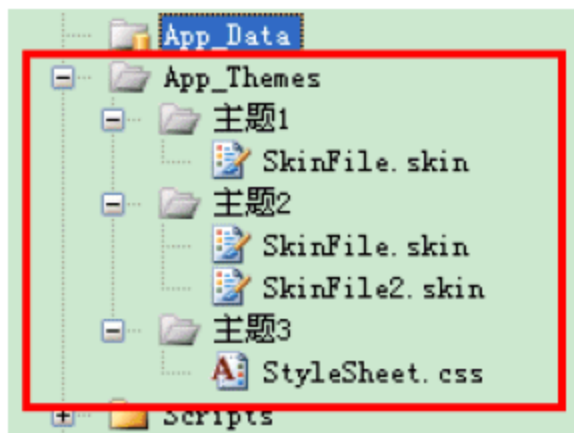 App_Data
App_Themes
主题1
SkinFile.skin
主题2
SkinFile.skin
SkinFile2.skin
主题3
StyleSheet.css
Scripts